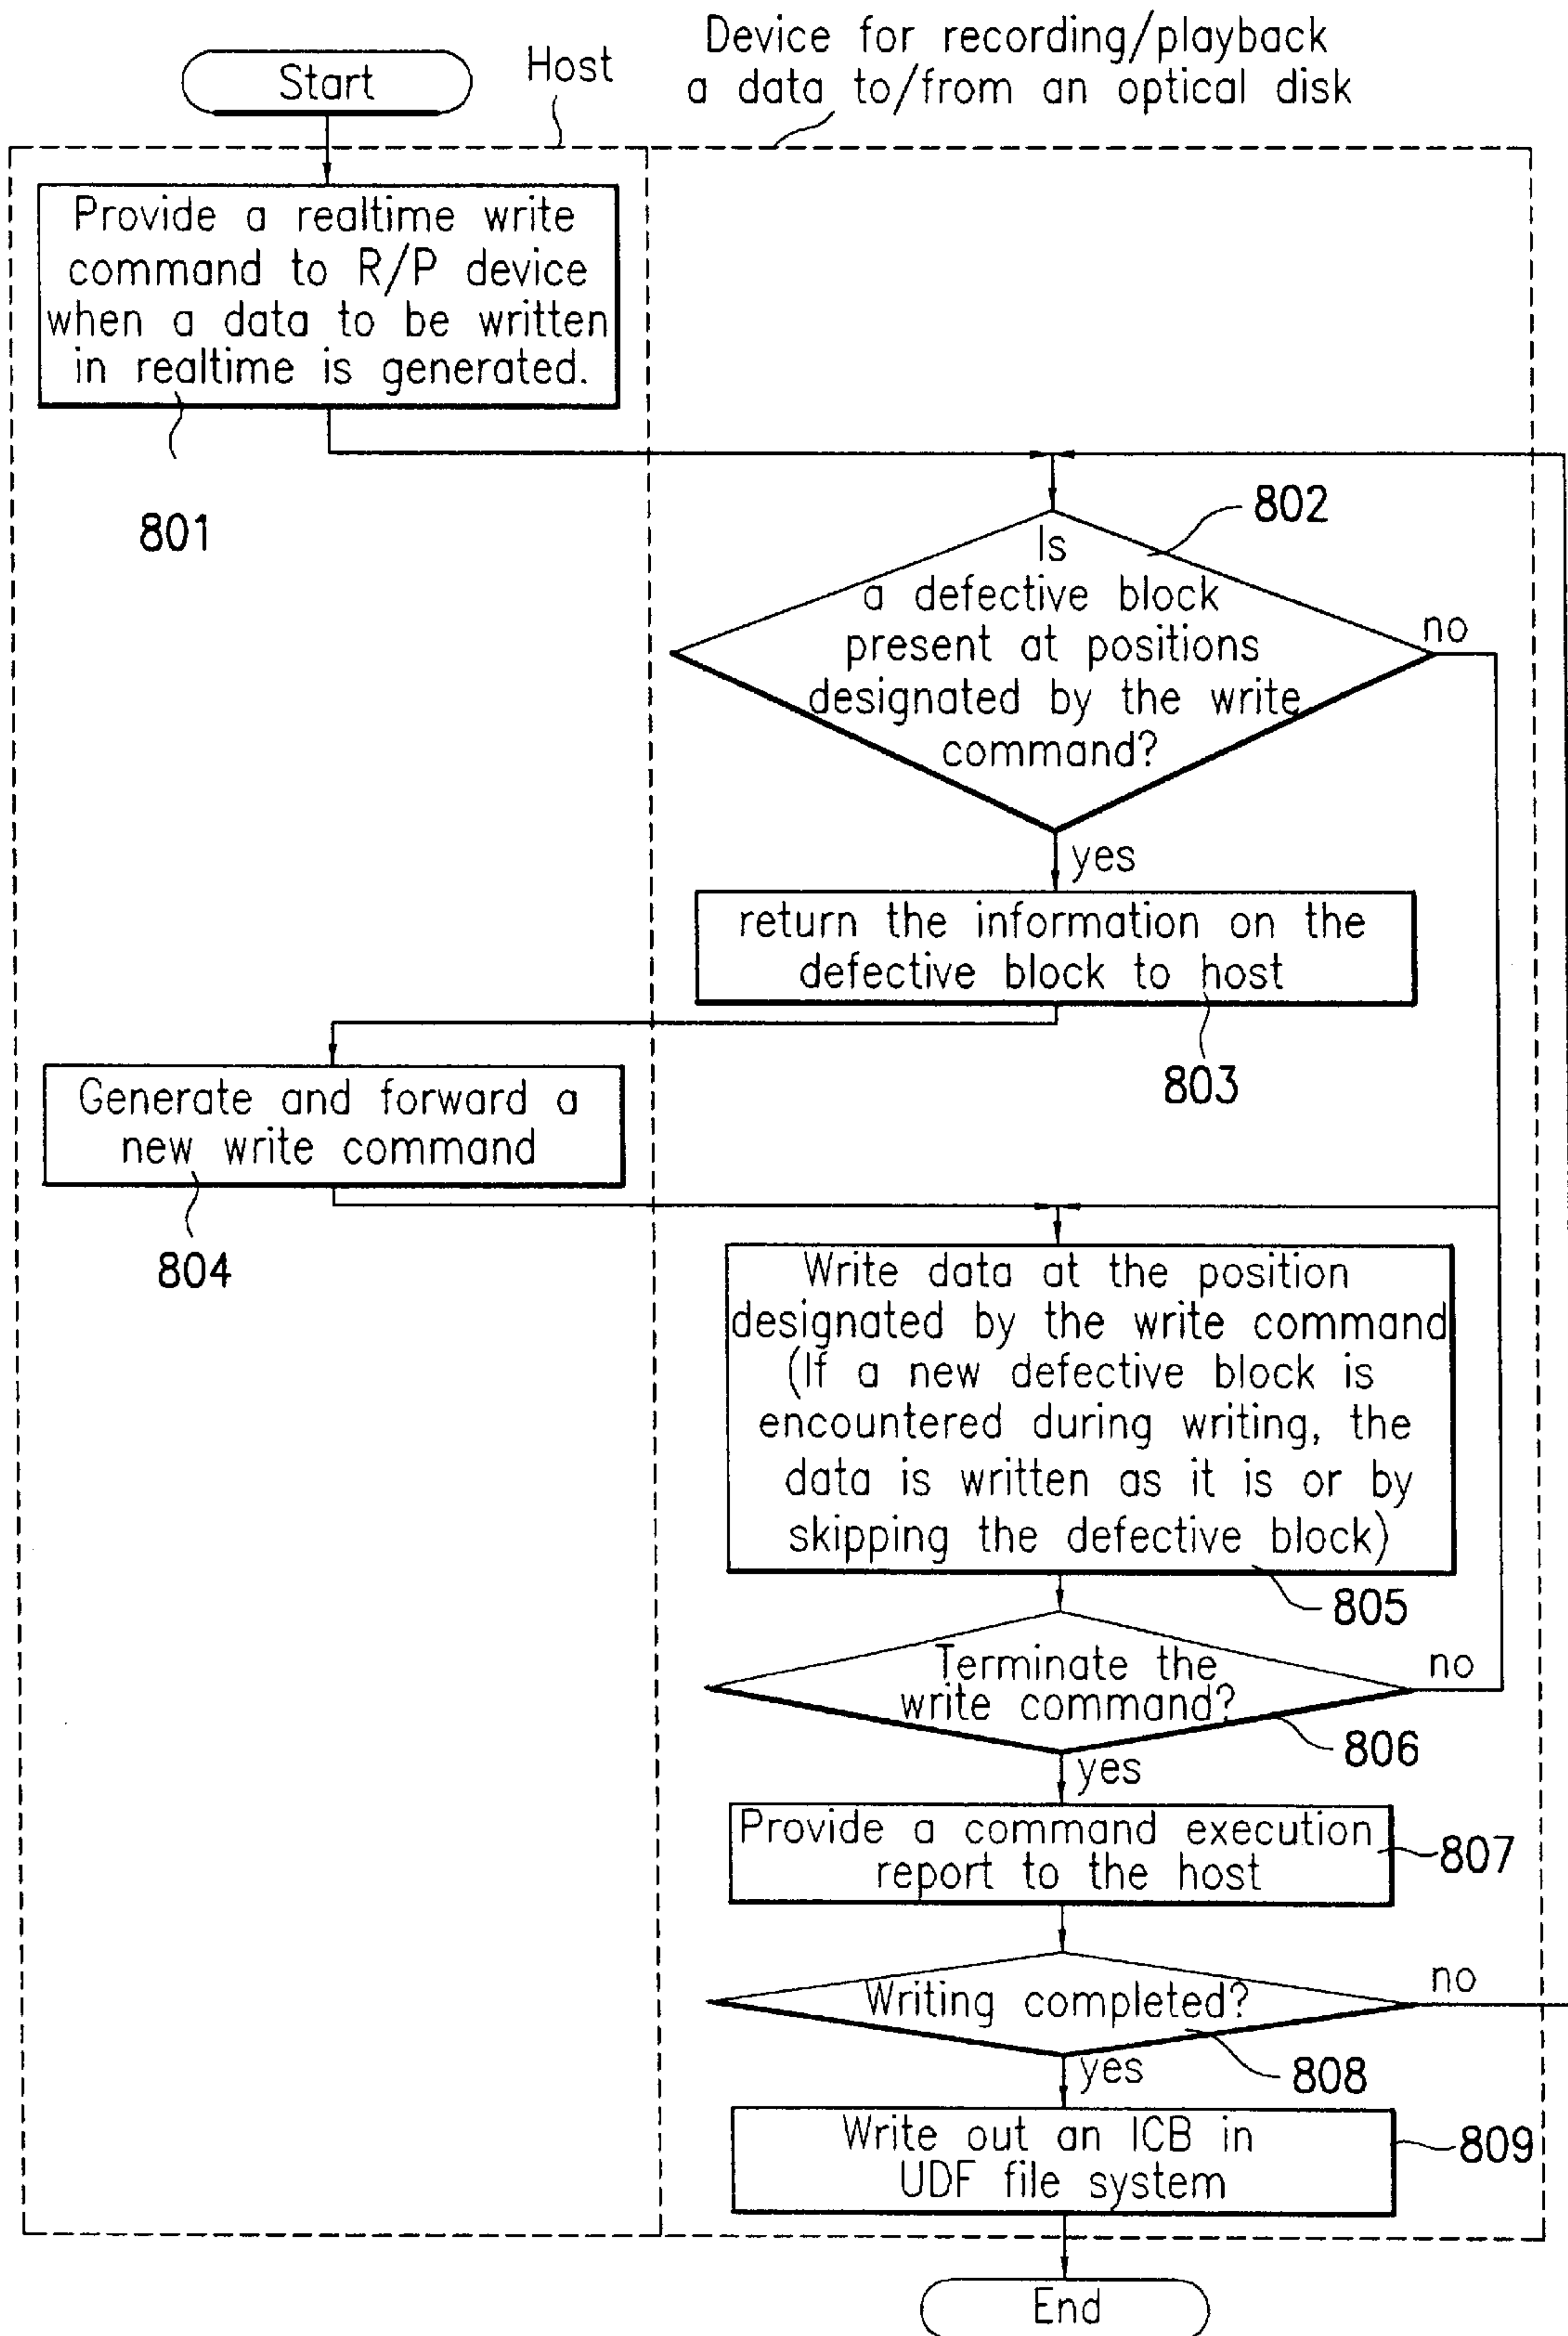 Device for recording/playback
a data to/from an optical disk
Host
Start
Provide a realtime write
command to R/P device
when a data to be written
in realtime is generated.
801
802
Is
a defective block
present at positions
designated by the write
command?
no
yes
return the information on the
defective block to host
803
Generate and forward a
new write command
804
Write data at the position
designated by the write command
(If a new defective block is
encountered during writing, the
data is written as it is or by
skipping the defective block)
805
Terminate the
write command?
no
806
yes
Provide a command execution
report to the host
807
Writing completed?
no
808
yes
Write out an ICB in
UDF file system
809
End